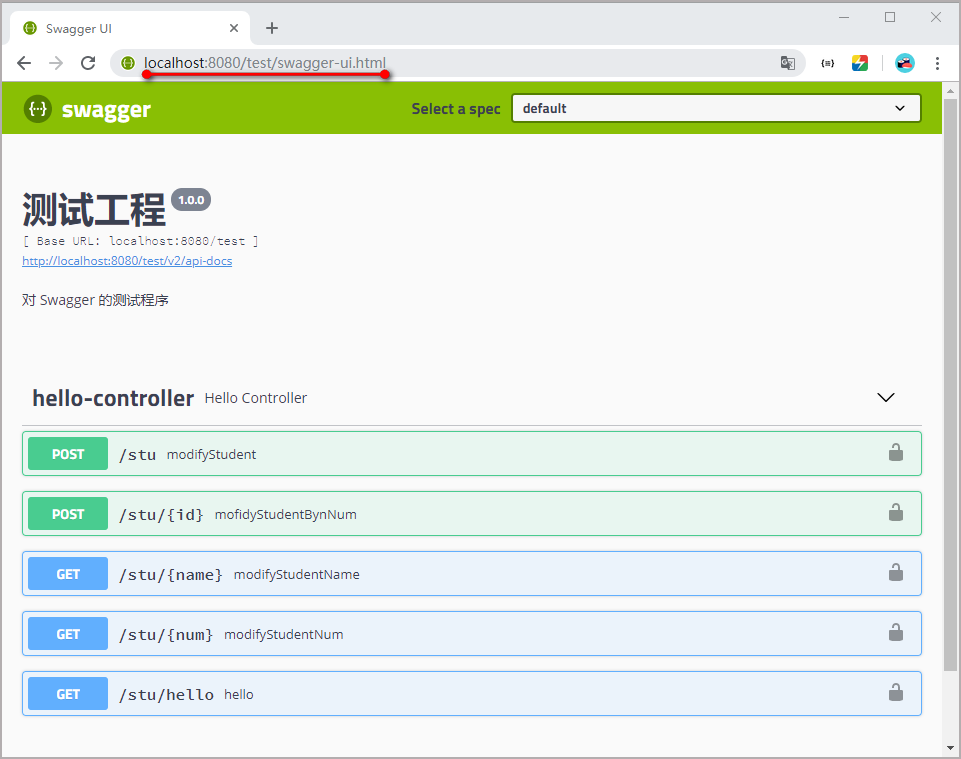 Swagger UI
localhost:8080/test/swagger-ui.html
swagger Select a spec default
测试工程 1.0.0
[ Base URL: localhost:8080/test ]
http://localhost:8080/test/v2/api-docs
对 Swagger 的测试程序
hello-controller Hello Controller
POST /stu modifyStudent
POST /stu/{id} mofidyStudentBynNum
GET /stu/{name} modifyStudentName
GET /stu/{num} modifyStudentNum
GET /stu/hello hello